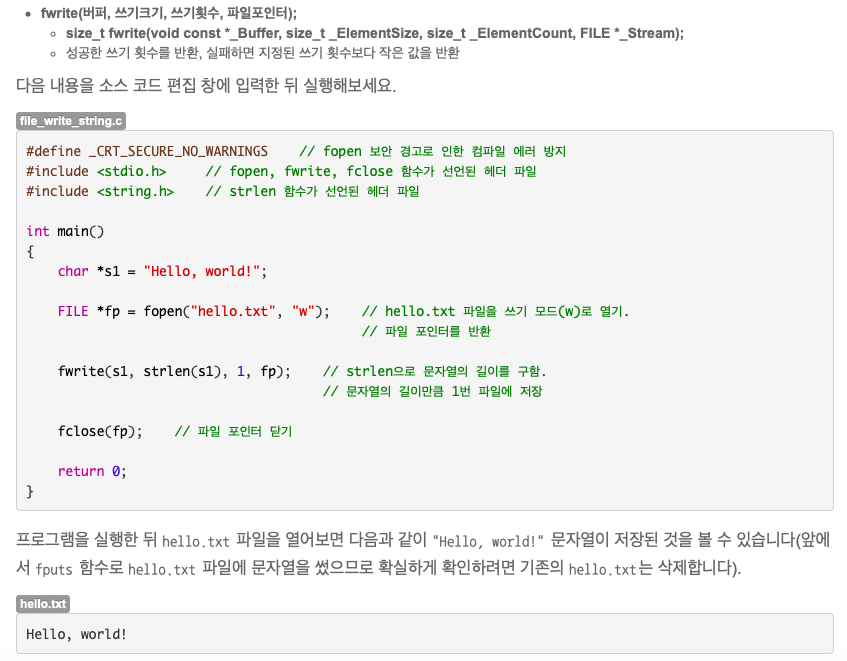 fwrite(버퍼, 쓰기크기, 쓰기횟수, 파일포인터);
size_t fwrite(void const *_Buffer, size_t _ElementSize, size_t _ElementCount, FILE *_Stream);
성공한 쓰기 횟수를 반환, 실패하면 지정된 쓰기 횟수보다 작은 값을 반환
다음 내용을 소스 코드 편집 창에 입력한 뒤 실행해보세요.
file_write_string.c
#define _CRT_SECURE_NO_WARNINGS    // fopen 보안 경고로 인한 컴파일 에러 방지
#include <stdio.h>     // fopen, fwrite, fclose 함수가 선언된 헤더 파일
#include <string.h>    // strlen 함수가 선언된 헤더 파일
int main()
{
    char *s1 = "Hello, world!";
    FILE *fp = fopen("hello.txt", "w");    // hello.txt 파일을 쓰기 모드(w)로 열기.
                                           // 파일 포인터를 반환
    fwrite(s1, strlen(s1), 1, fp);    // strlen으로 문자열의 길이를 구함.
                                      // 문자열의 길이만큼 1번 파일에 저장
    fclose(fp);    // 파일 포인터 닫기
    return 0;
}
프로그램을 실행한 뒤 hello.txt 파일을 열어보면 다음과 같이 "Hello, world!" 문자열이 저장된 것을 볼 수 있습니다(앞에
서 fputs 함수로 hello.txt 파일에 문자열을 썼으므로 확실하게 확인하려면 기존의 hello.txt는 삭제합니다).
hello.txt
Hello, world!